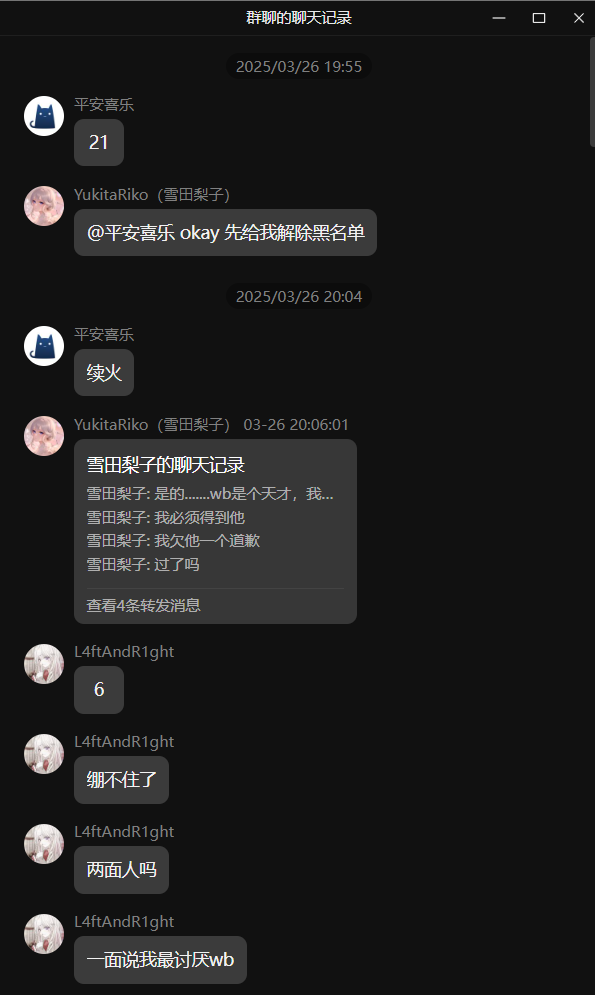 群聊的聊天记录
2025/03/26 19:55
平安喜乐
21
YukitaRiko（雪田梨子）
@平安喜乐 okay 先给我解除黑名单
2025/03/26 20:04
平安喜乐
续火
YukitaRiko（雪田梨子） 03-26 20:06:01
雪田梨子的聊天记录
雪田梨子: 是的.......wb是个天才，我...
雪田梨子: 我必须得到他
雪田梨子: 我欠他一个道歉
雪田梨子: 过了吗
查看4条转发消息
L4ftAndR1ght
6
L4ftAndR1ght
绷不住了
L4ftAndR1ght
两面人吗
L4ftAndR1ght
一面说我最讨厌wb